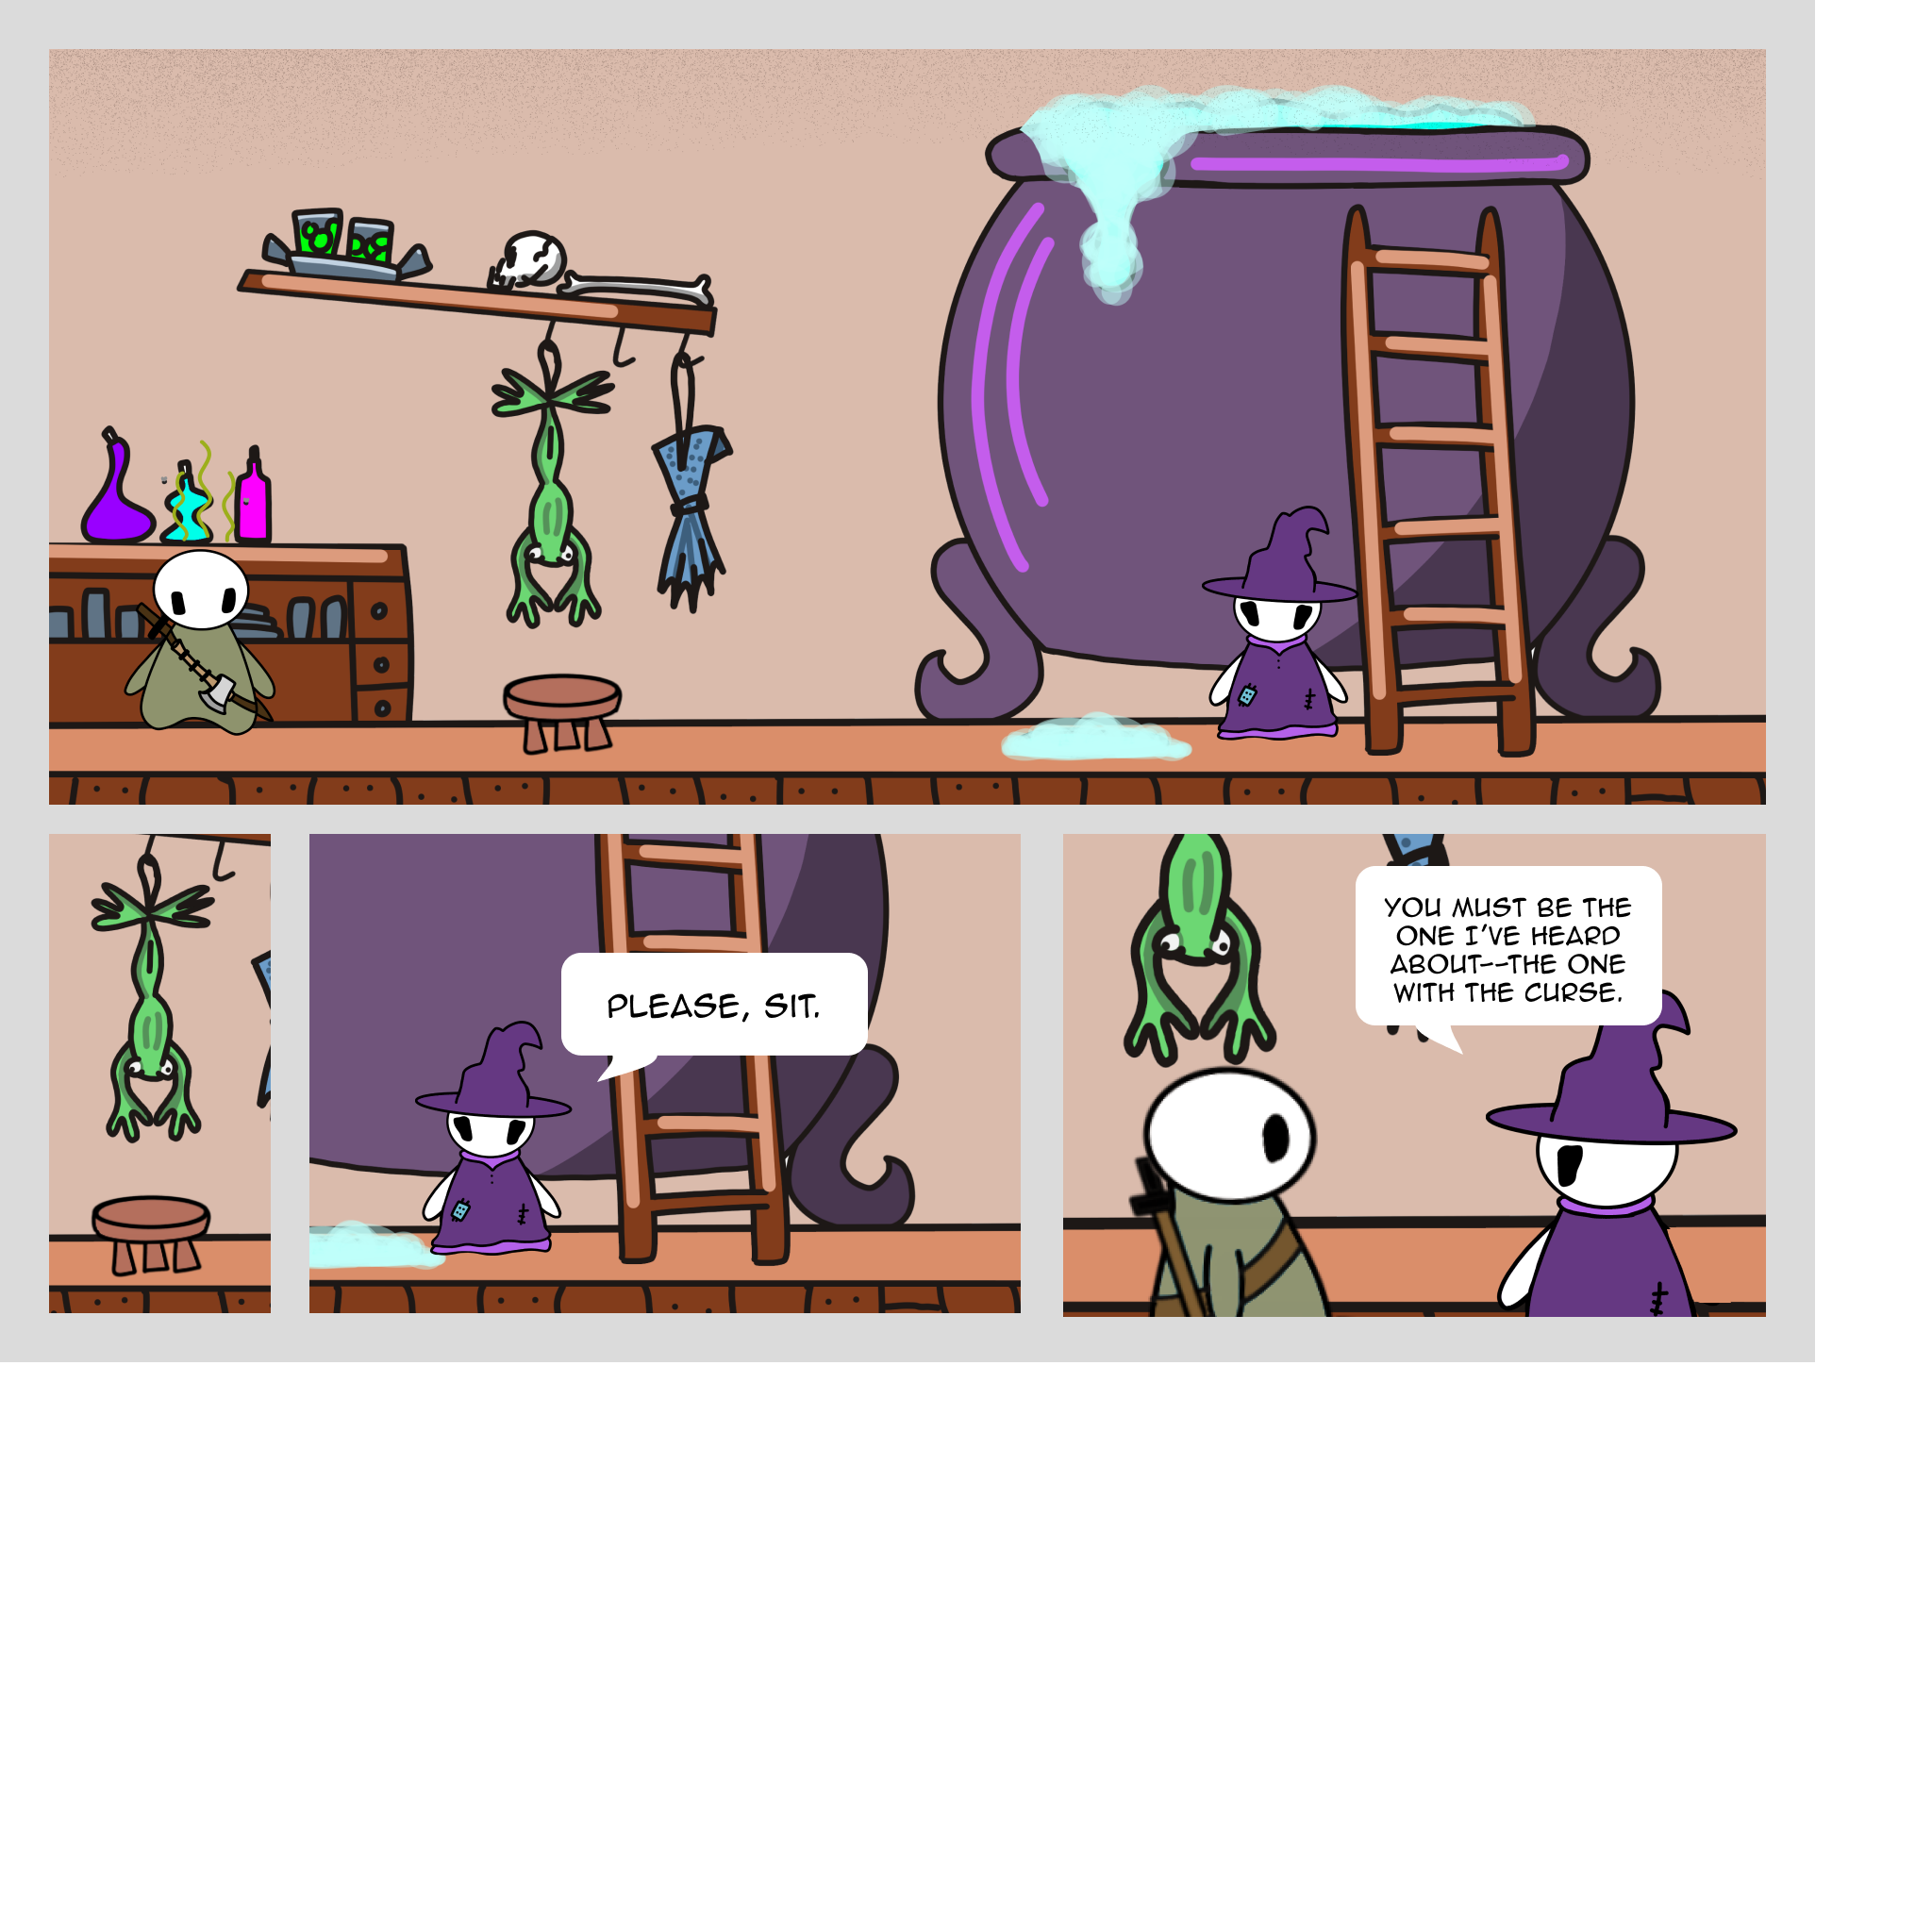 PLEASE, SIT.
YOU MUST BE THE
ONE I'VE HEARD
ABOUT--THE ONE
WITH THE CURSE.